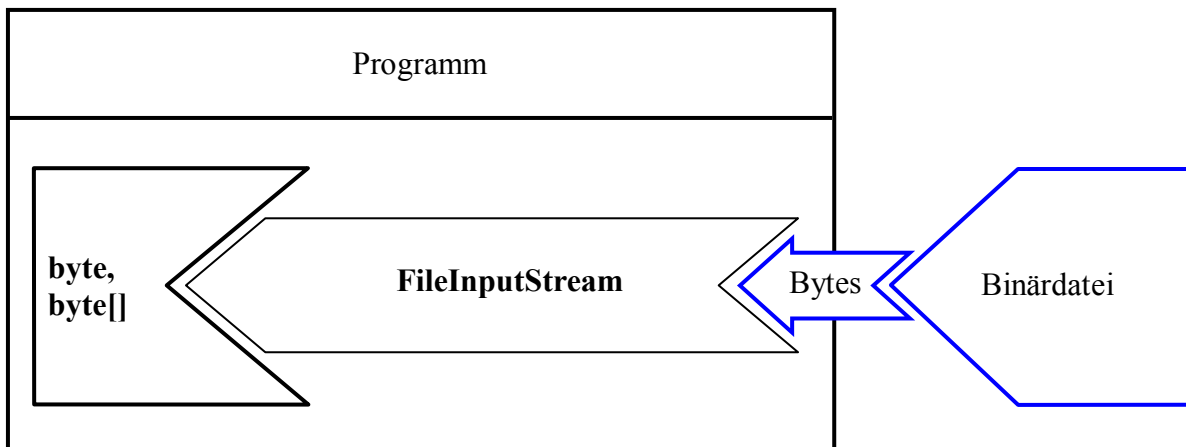 Programm
byte,
byte[]
FileInputStream
Bytes
Binärdatei